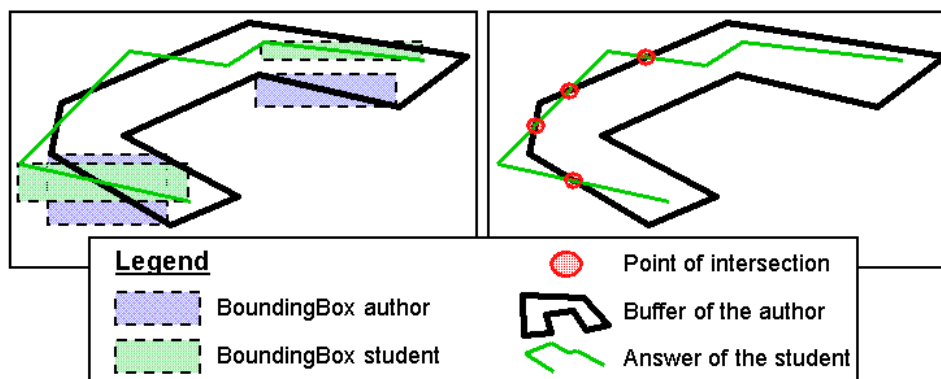 Legend
BoundingBox author
BoundingBox student
Point of intersection
Buffer of the author
Answer of the student